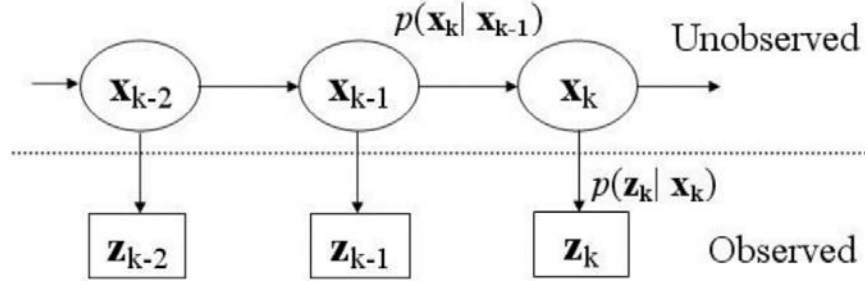 p(xₖ| xₖ₋₁)
Unobserved
xₖ₋₂
xₖ₋₁
xₖ
p(zₖ| xₖ)
zₖ₋₂
zₖ₋₁
zₖ
Observed